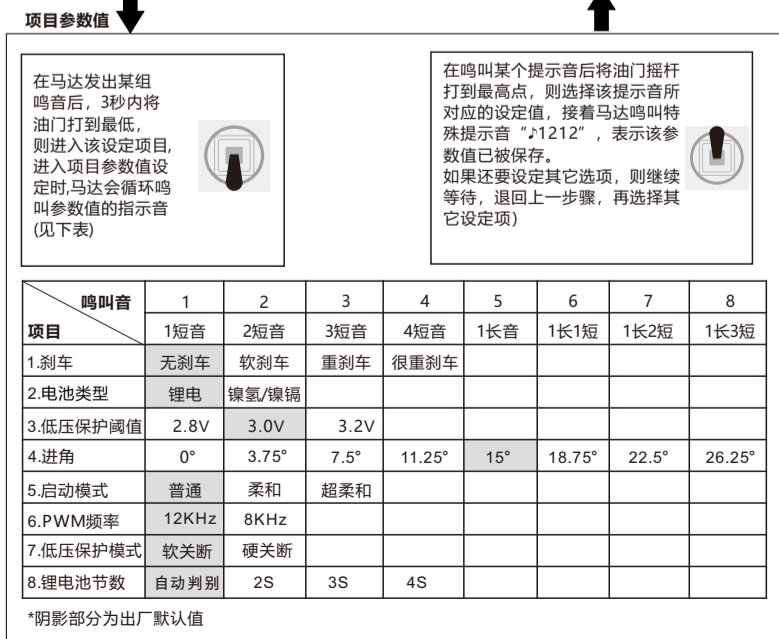 项目参数值
在马达发出某组
鸣音后，3秒内将
油门打到最低，
则进入该设定项目，
进入项目参数值设
定时,马达会循环鸣
叫参数值的指示音
(见下表)
在鸣叫某个提示音后将油门摇杆
打到最高点，则选择该提示音所
对应的设定值，接着马达鸣叫特
殊提示音“♪1212”，表示该参
数值已被保存。
如果还要设定其它选项，则继续
等待，退回上一步骤，再选择其
它设定项)
鸣叫音 1 2 3 4 5 6 7 8
项目 1短音 2短音 3短音 4短音 1长音 1长1短 1长2短 1长3短
1.刹车 无刹车 软刹车 重刹车 很重刹车
2.电池类型 锂电 镍氢/镍镉
3.低压保护阈值 2.8V 3.0V 3.2V
4.进角 0° 3.75° 7.5° 11.25° 15° 18.75° 22.5° 26.25°
5.启动模式 普通 柔和 超柔和
6.PWM频率 12KHz 8KHz
7.低压保护模式 软关断 硬关断
8.锂电池节数 自动判别 2S 3S 4S
*阴影部分为出厂默认值